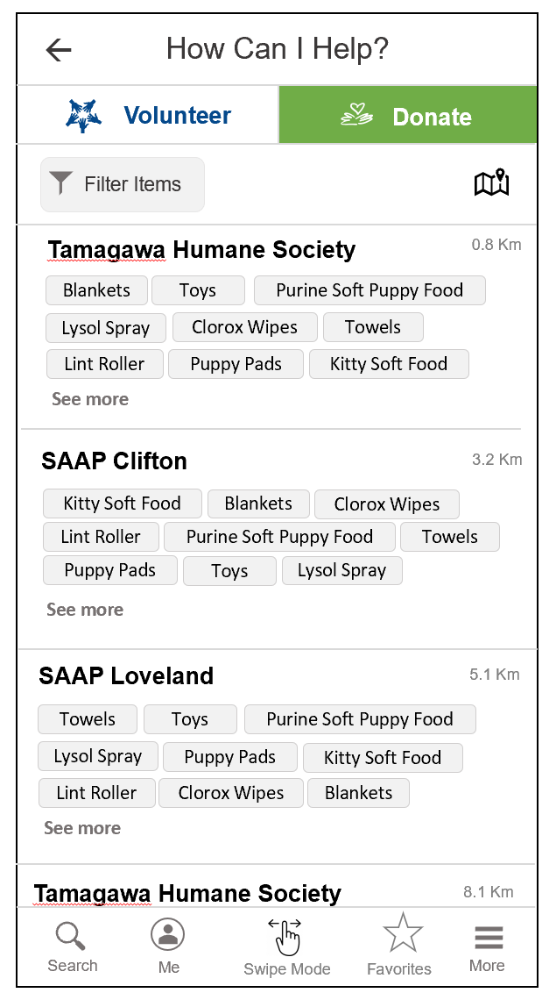 How Can I Help?
Volunteer Donate
Filter Items
Tamagawa Humane Society 0.8 Km
Blankets Toys Purine Soft Puppy Food
Lysol Spray Clorox Wipes Towels
Lint Roller Puppy Pads Kitty Soft Food
See more
SAAP Clifton 3.2 Km
Kitty Soft Food Blankets Clorox Wipes
Lint Roller Purine Soft Puppy Food Towels
Puppy Pads Toys Lysol Spray
See more
SAAP Loveland 5.1 Km
Towels Toys Purine Soft Puppy Food
Lysol Spray Puppy Pads Kitty Soft Food
Lint Roller Clorox Wipes Blankets
See more
Tamagawa Humane Society 8.1 Km
Search Me Swipe Mode Favorites More